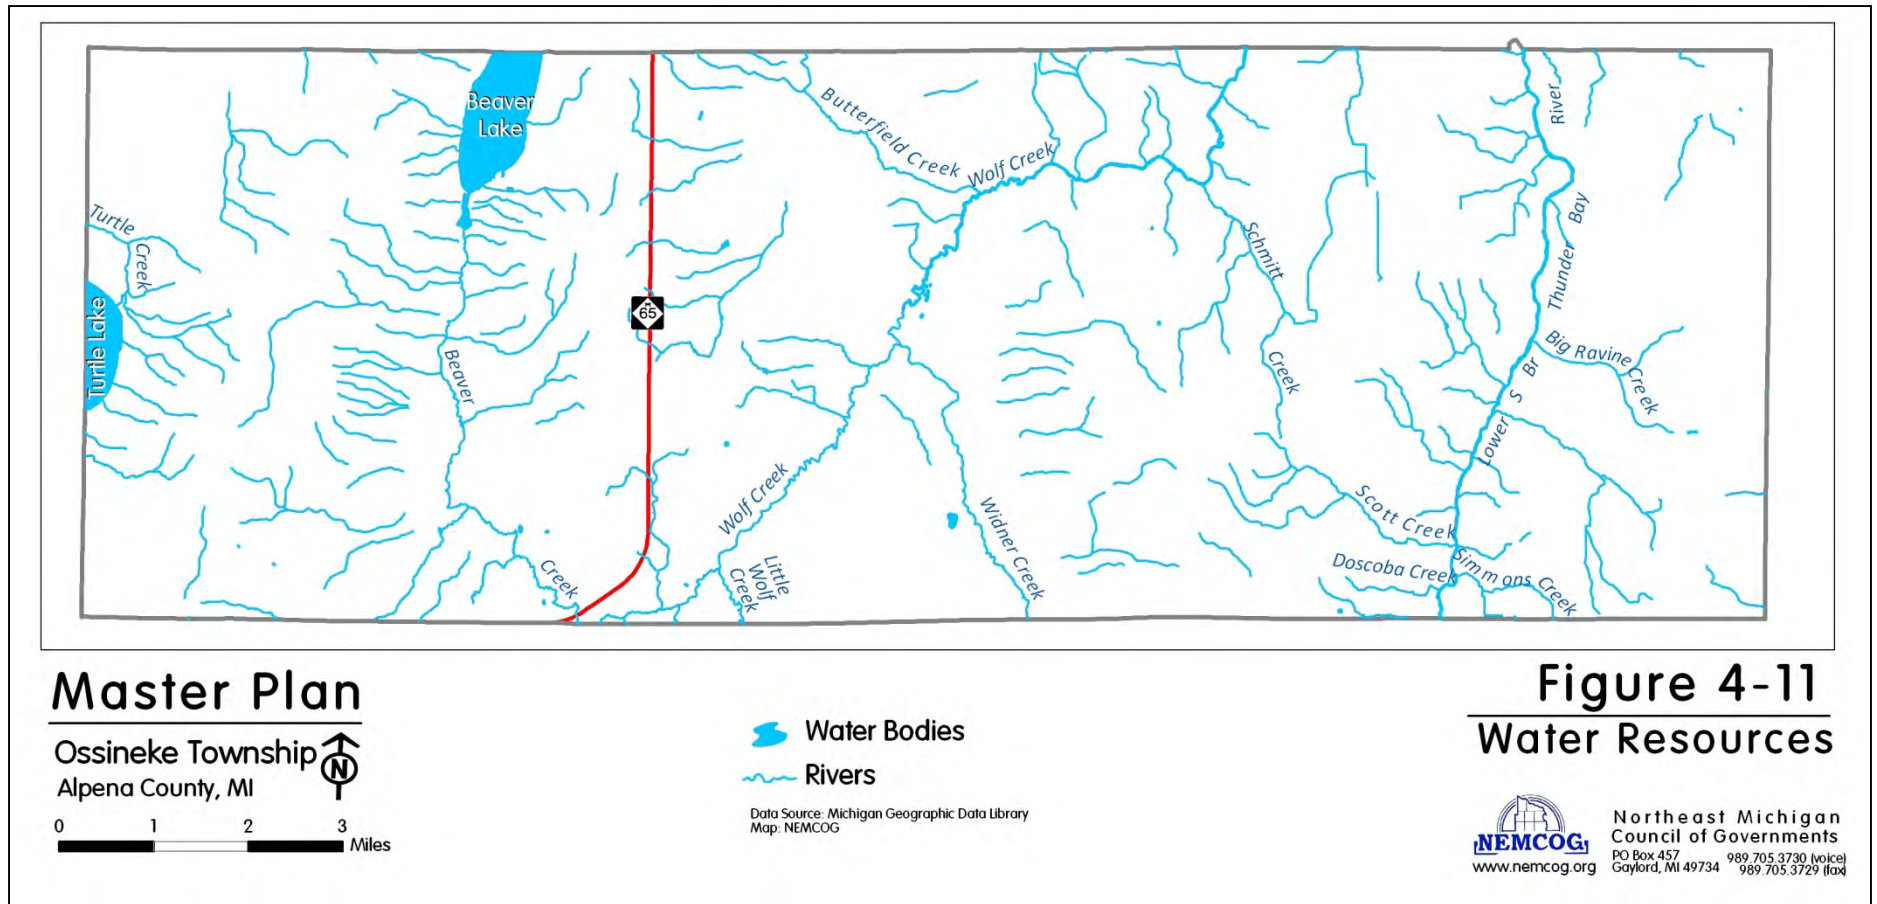 Beaver
Lake
Butterfield Creek
Wolf Creek
River
Turtle
Creek
Turtle Lake
Schmitt
Creek
Bay
Thunder
Br
S
Lower
M
65
Beaver
Creek
Big Ravine
Creek
Wolf Creek
Little
Wolf
Creek
Widner Creek
Scott Creek
Doscoba Creek
Simmons Creek
Master Plan
Ossineke Township
N
Alpena County, MI
0 1 2 3
Miles
Water Bodies
Rivers
Data Source: Michigan Geographic Data Library
Map: NEMCOG
Figure 4-11
Water Resources
NEMCOG
www.nemcog.org
Northeast Michigan
Council of Governments
PO Box 457 989.705.3730 (voice)
Gaylord, MI 49734 989.705.3729 (fax)